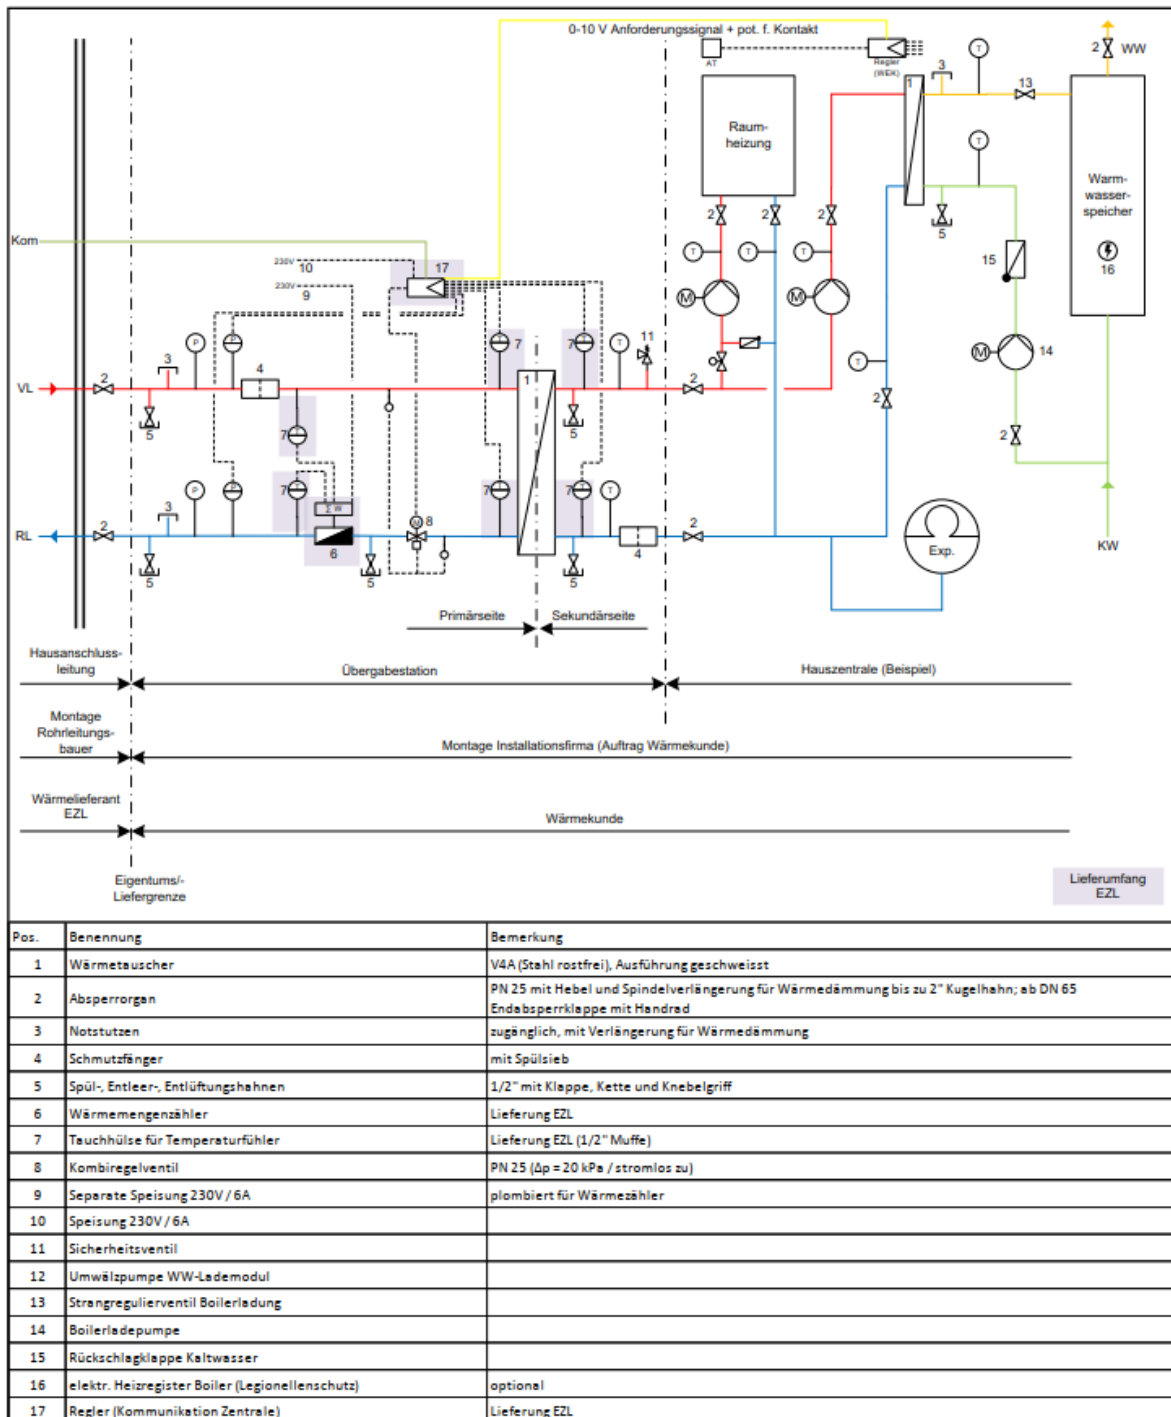 0-10 V Anforderungssignal + pot. f. Kontakt
AT
Regler
(WEK)
T
3
2
WW
1
13
Raum-
heizung
T
Warm-
wasser-
speicher
2
2
2
5
Kom
230V
10
17
T
T
15
16
230V
9
M
M
P
P
T
7
7
T
T
11
M
14
3
4
1
T
VL
2
2
2
5
7
5
2
P
P
T
7
7
7
T
3
Σ W
M
8
RL
2
2
5
6
5
5
4
Exp.
KW
Primärseite
Sekundärseite
Hausanschluss-
leitung
Übergabestation
Hauszentrale (Beispiel)
Montage
Rohrleitungs-
bauer
Montage Installationsfirma (Auftrag Wärmekunde)
Wärmelieferant
EZL
Wärmekunde
Eigentums/-
Liefergrenze
Lieferumfang
EZL
Pos. Benennung Bemerkung
1 Wärmetauscher V4A (Stahl rostfrei), Ausführung geschweisst
2 Absperrorgan PN 25 mit Hebel und Spindelverlängerung für Wärmedämmung bis zu 2" Kugelhahn; ab DN 65
Endabsperrklappe mit Handrad
3 Notstutzen zugänglich, mit Verlängerung für Wärmedämmung
4 Schmutzfänger mit Spülsieb
5 Spül-, Entleer-, Entlüftungshahnen 1/2" mit Klappe, Kette und Knebelgriff
6 Wärmemengenzähler Lieferung EZL
7 Tauchhülse für Temperaturfühler Lieferung EZL (1/2" Muffe)
8 Kombiregelventil PN 25 (Δp = 20 kPa / stromlos zu)
9 Separate Speisung 230V / 6A plombiert für Wärmezähler
10 Speisung 230V / 6A
11 Sicherheitsventil
12 Umwälzpumpe WW-Lademodul
13 Strangregulierventil Boilerladung
14 Boilerladepumpe
15 Rückschlagklappe Kaltwasser
16 elektr. Heizregister Boiler (Legionellenschutz) optional
17 Regler (Kommunikation Zentrale) Lieferung EZL